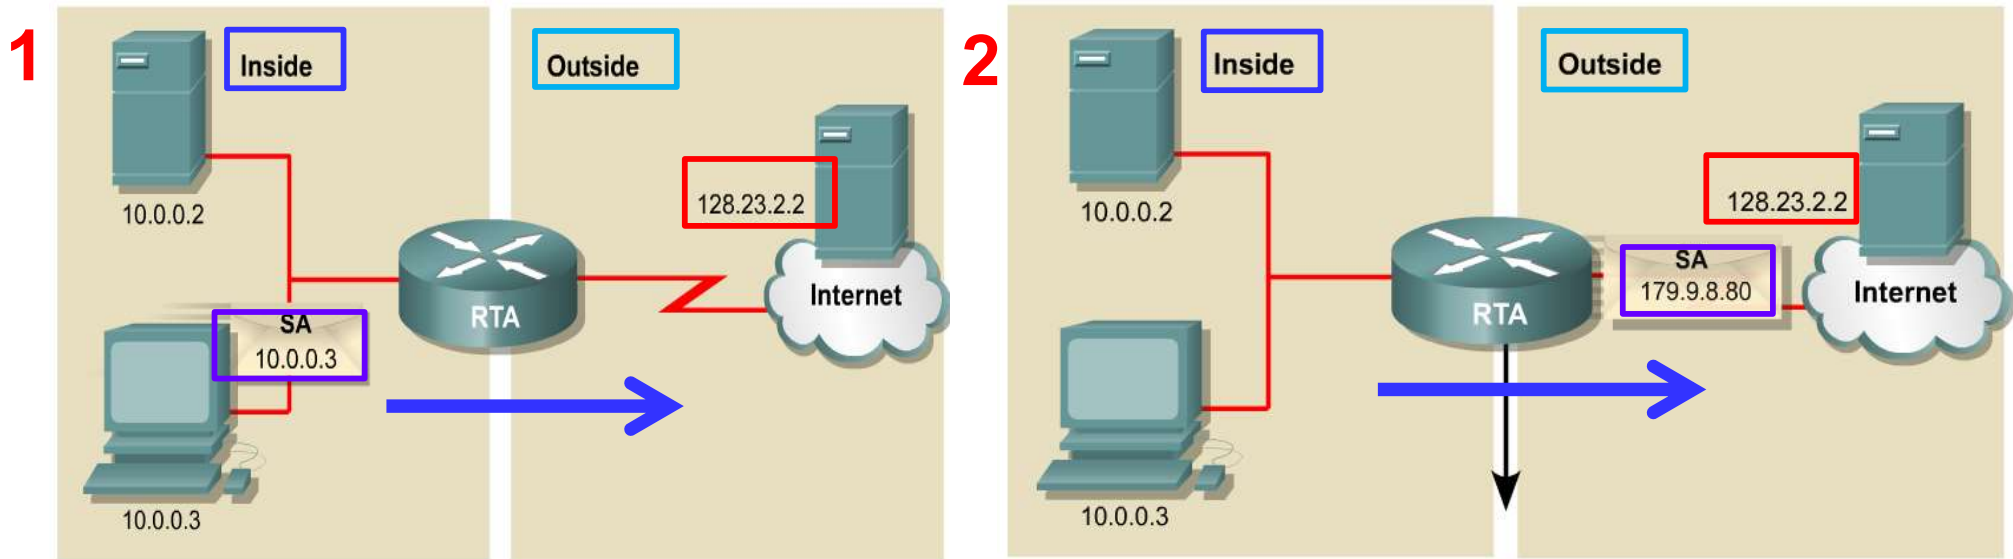 1
Inside
Outside
10.0.0.2
128.23.2.2
RTA
Internet
SA
10.0.0.3
10.0.0.3
2
Inside
Outside
10.0.0.2
128.23.2.2
SA
179.9.8.80
Internet
RTA
10.0.0.3